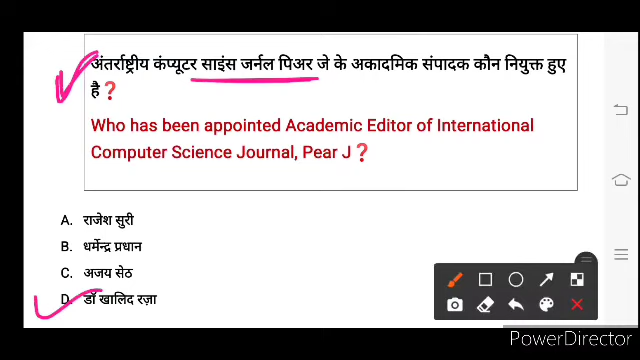 अंतर्राष्ट्रीय कंप्यूटर साइंस जर्नल पिअर जे के अकादमिक संपादक कौन नियुक्त हुए
है❓
Who has been appointed Academic Editor of International
Computer Science Journal, Pear J❓
A. राजेश सुरी
B. धर्मेन्द्र प्रधान
C. अजय सेठ
D. डॉ खालिद रज़ा
PowerDirector